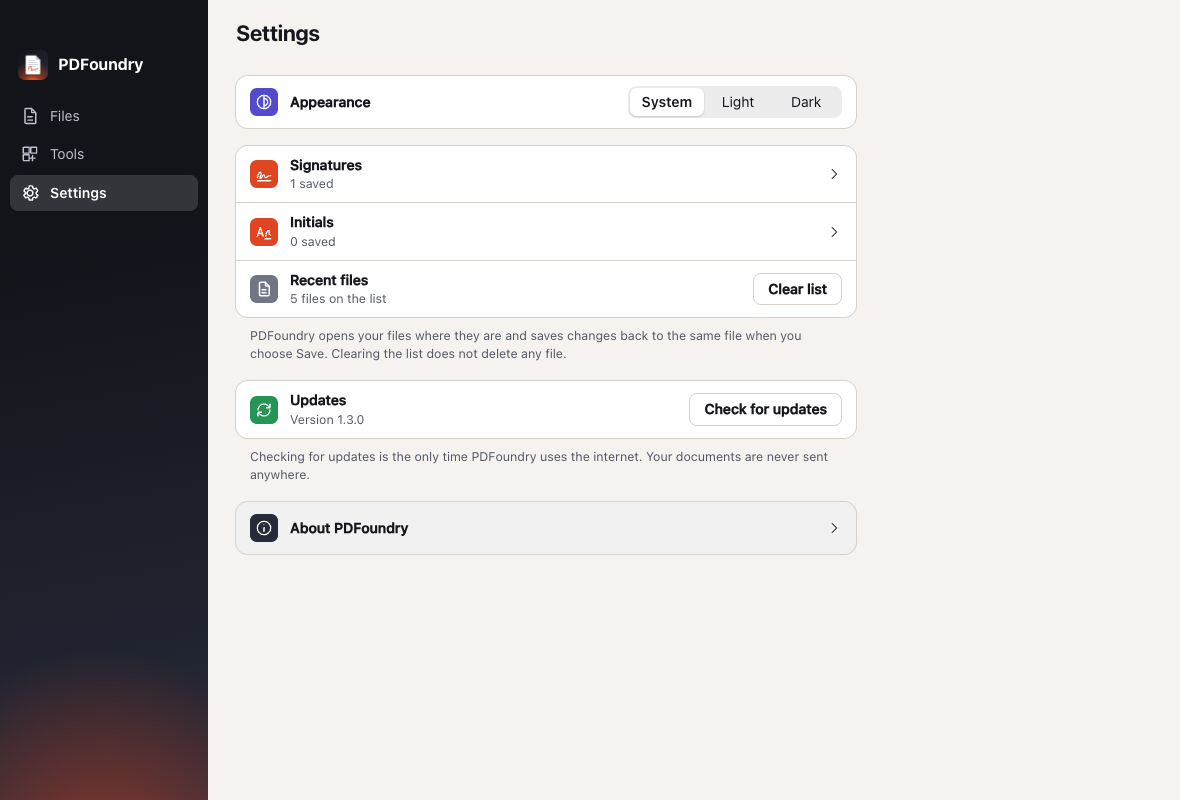 PDFoundry
Files
Tools
Settings
Settings
Appearance
System Light Dark
Signatures
1 saved
Initials
0 saved
Recent files
5 files on the list
Clear list
PDFoundry opens your files where they are and saves changes back to the same file when you
choose Save. Clearing the list does not delete any file.
Updates
Version 1.3.0
Check for updates
Checking for updates is the only time PDFoundry uses the internet. Your documents are never sent
anywhere.
About PDFoundry